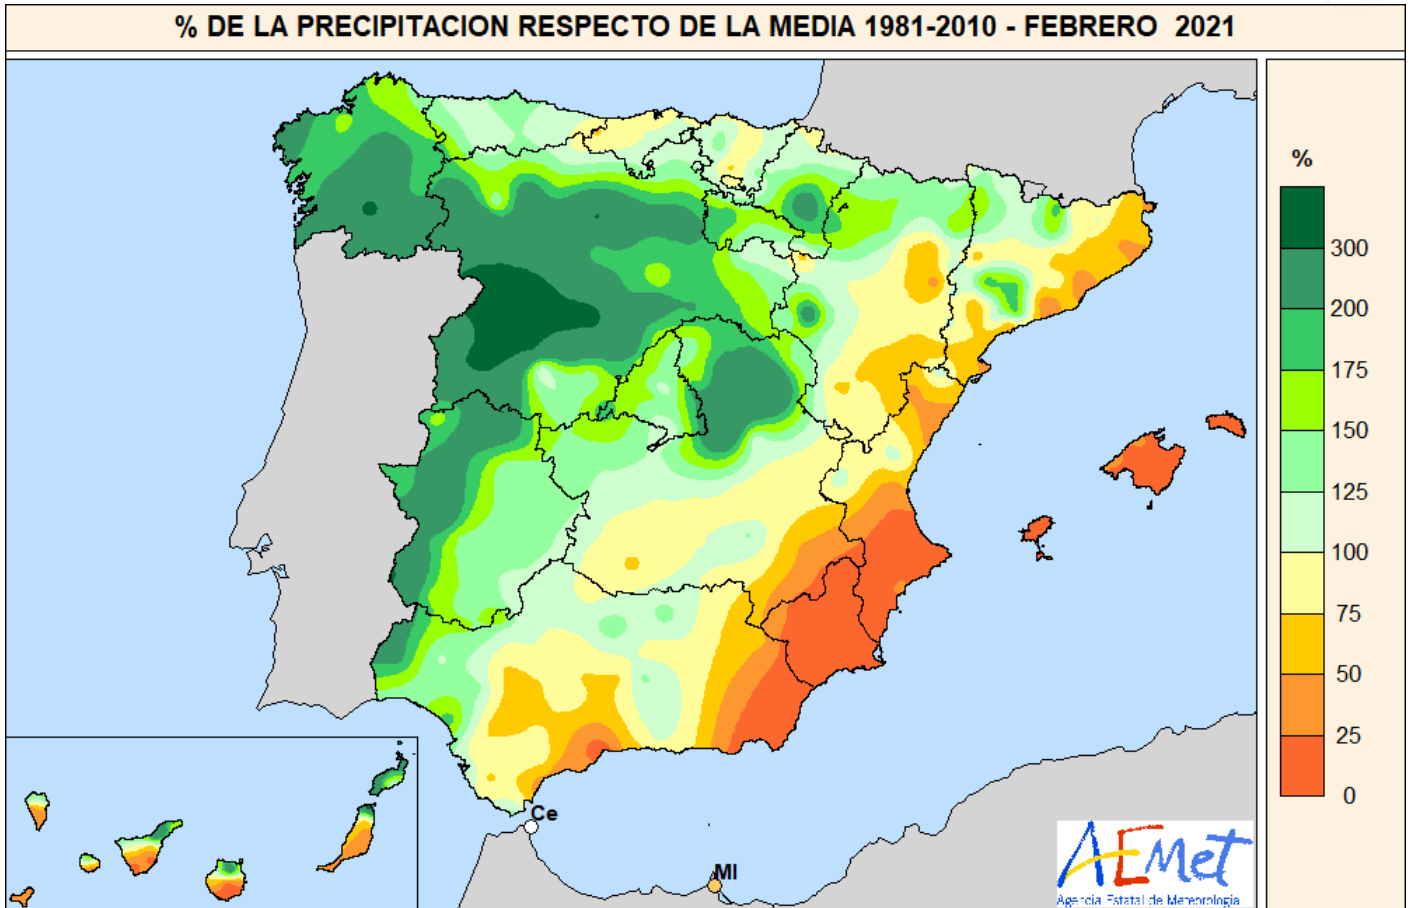 % DE LA PRECIPITACION RESPECTO DE LA MEDIA 1981-2010 - FEBRERO 2021
%
300
200
175
150
125
100
75
50
25
0
Ce
Ml
AEMet
Agencia Estatal de Meteorología